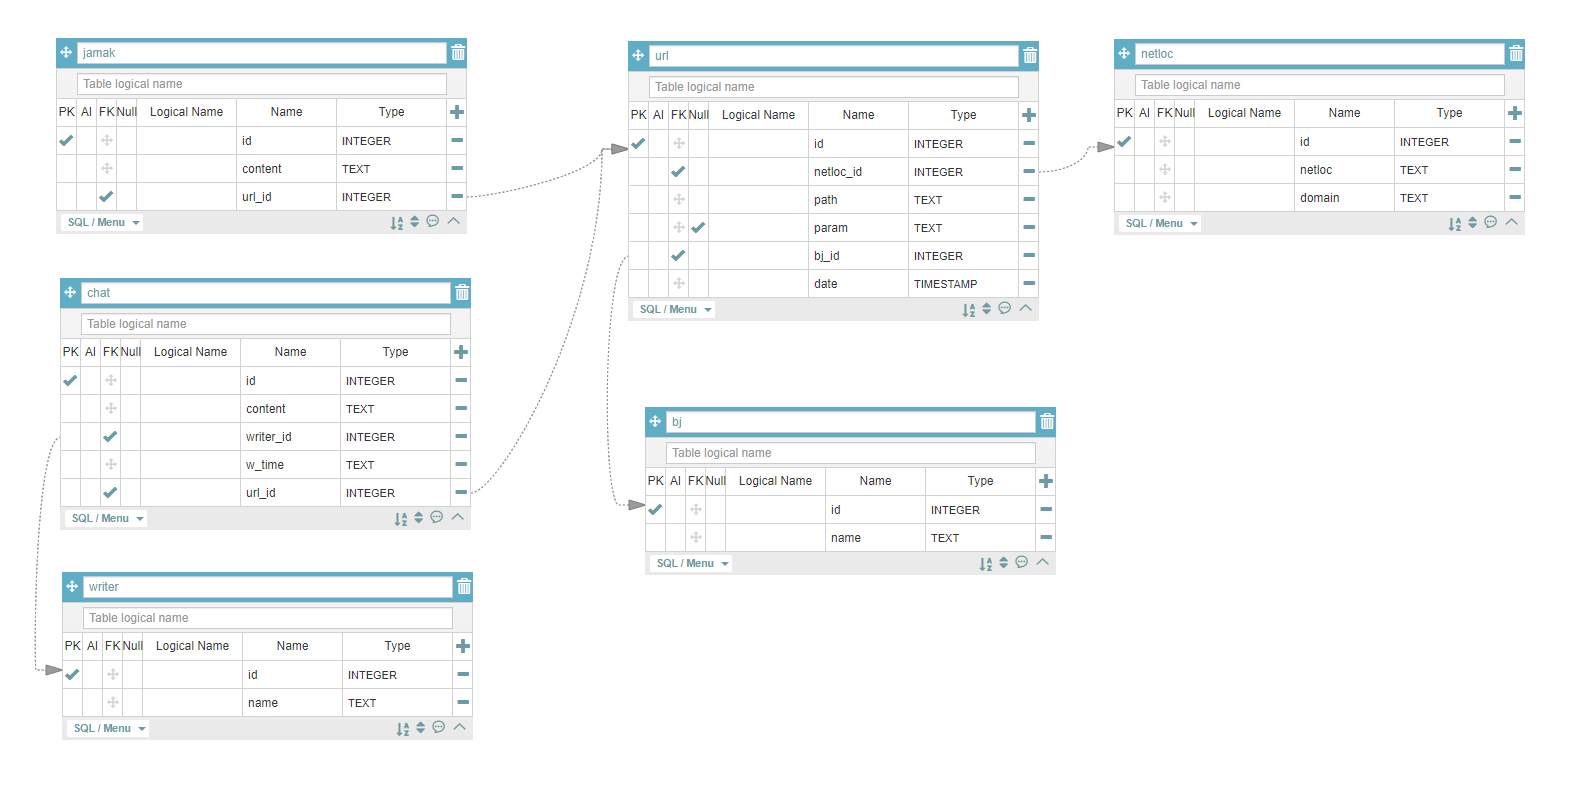 jamak
Table logical name
PK AI FK Null Logical Name Name Type
id INTEGER
content TEXT
url_id INTEGER
SQL / Menu
chat
Table logical name
PK AI FK Null Logical Name Name Type
id INTEGER
content TEXT
writer_id INTEGER
w_time TEXT
url_id INTEGER
SQL / Menu
writer
Table logical name
PK AI FK Null Logical Name Name Type
id INTEGER
name TEXT
SQL / Menu
url
Table logical name
PK AI FK Null Logical Name Name Type
id INTEGER
netloc_id INTEGER
path TEXT
param TEXT
bj_id INTEGER
date TIMESTAMP
SQL / Menu
bj
Table logical name
PK AI FK Null Logical Name Name Type
id INTEGER
name TEXT
SQL / Menu
netloc
Table logical name
PK AI FK Null Logical Name Name Type
id INTEGER
netloc TEXT
domain TEXT
SQL / Menu